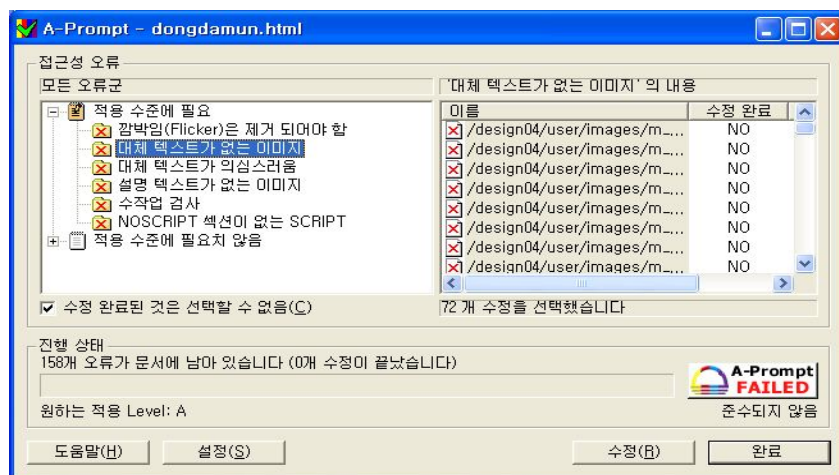 A-Prompt - dongdamun.html
접근성 오류
모든 오류군
적용 수준에 필요
깜박임(Flicker)은 제거 되어야 함
대체 텍스트가 없는 이미지
대체 텍스트가 의심스러움
설명 텍스트가 없는 이미지
수작업 검사
NOSCRIPT 섹션이 없는 SCRIPT
적용 수준에 필요치 않음
수정 완료된 것은 선택할 수 없음(C)
'대체 텍스트가 없는 이미지' 의 내용
이름 수정 완료
/design04/user/images/m_,,, NO
/design04/user/images/m_,,, NO
/design04/user/images/m_,,, NO
/design04/user/images/m_,,, NO
/design04/user/images/m_,,, NO
/design04/user/images/m_,,, NO
/design04/user/images/m_,,, NO
/design04/user/images/m_,,, NO
72 개 수정을 선택했습니다
진행 상태
158개 오류가 문서에 남아 있습니다 (0개 수정이 끝났습니다)
원하는 적용 Level: A
A-Prompt
FAILED
준수되지 않음
도움말(H) 설정(S) 수정(R) 완료